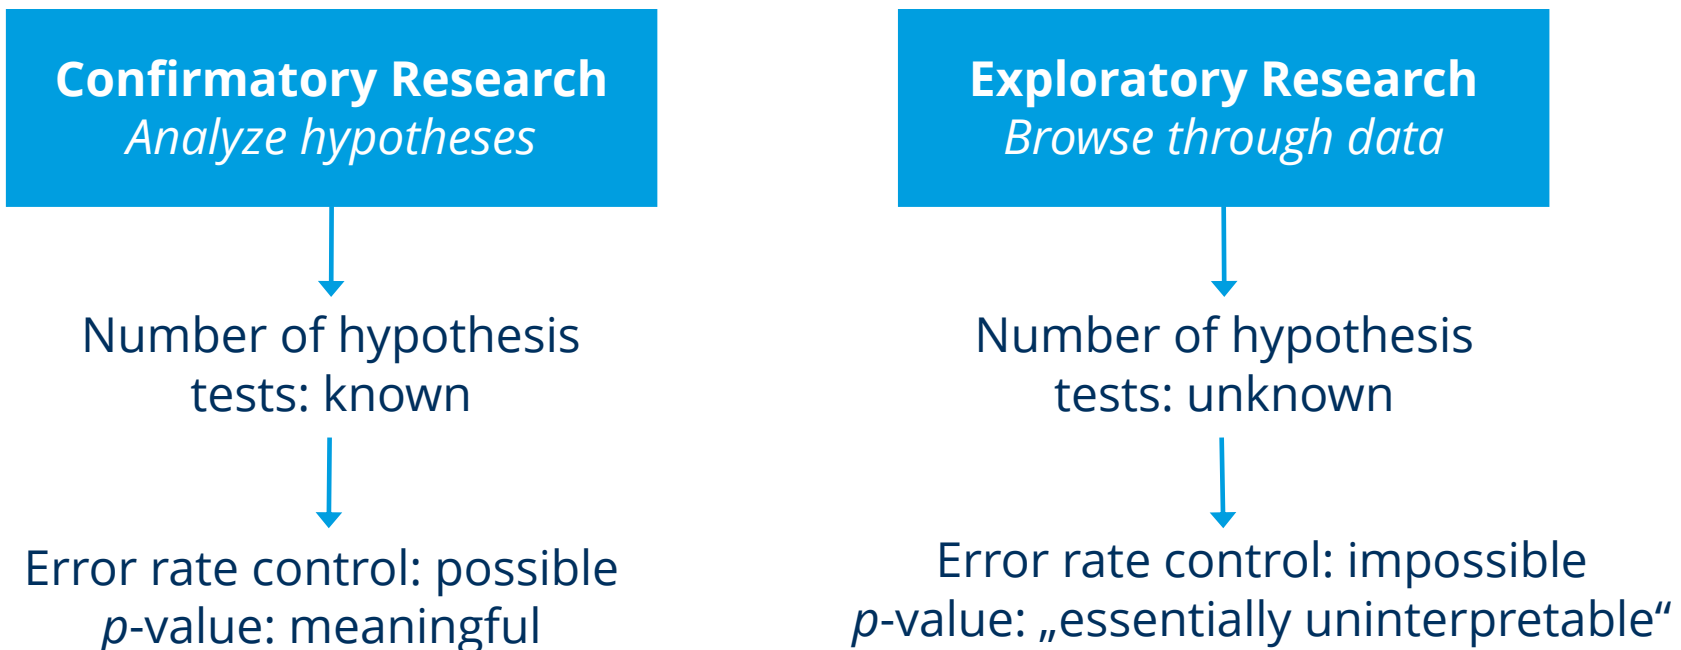 Confirmatory Research
Analyze hypotheses
Number of hypothesis
tests: known
Error rate control: possible
p-value: meaningful
Exploratory Research
Browse through data
Number of hypothesis
tests: unknown
Error rate control: impossible
p-value: „essentially uninterpretable“